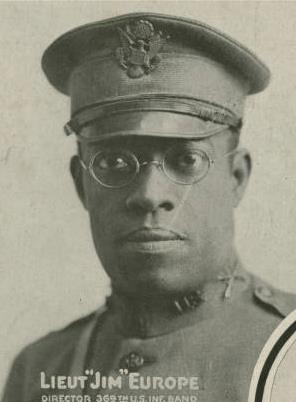 LIEUT "JIM" EUROPE
DIRECTOR 369TH U.S. INF. BAND